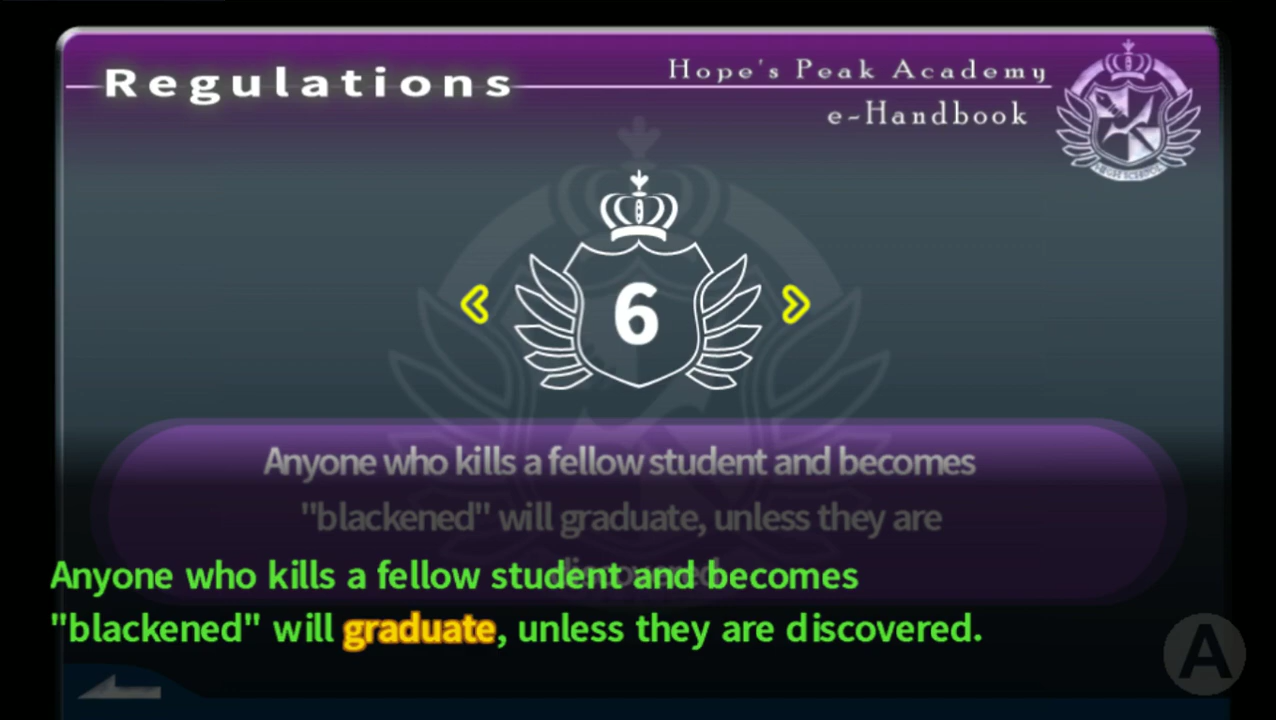 Regulations
Hope's Peak Academy
e-Handbook
6
Anyone who kills a fellow student and becomes
"blackened" will graduate, unless they are
discovered.
Anyone who kills a fellow student and becomes
"blackened" will graduate, unless they are discovered.
A